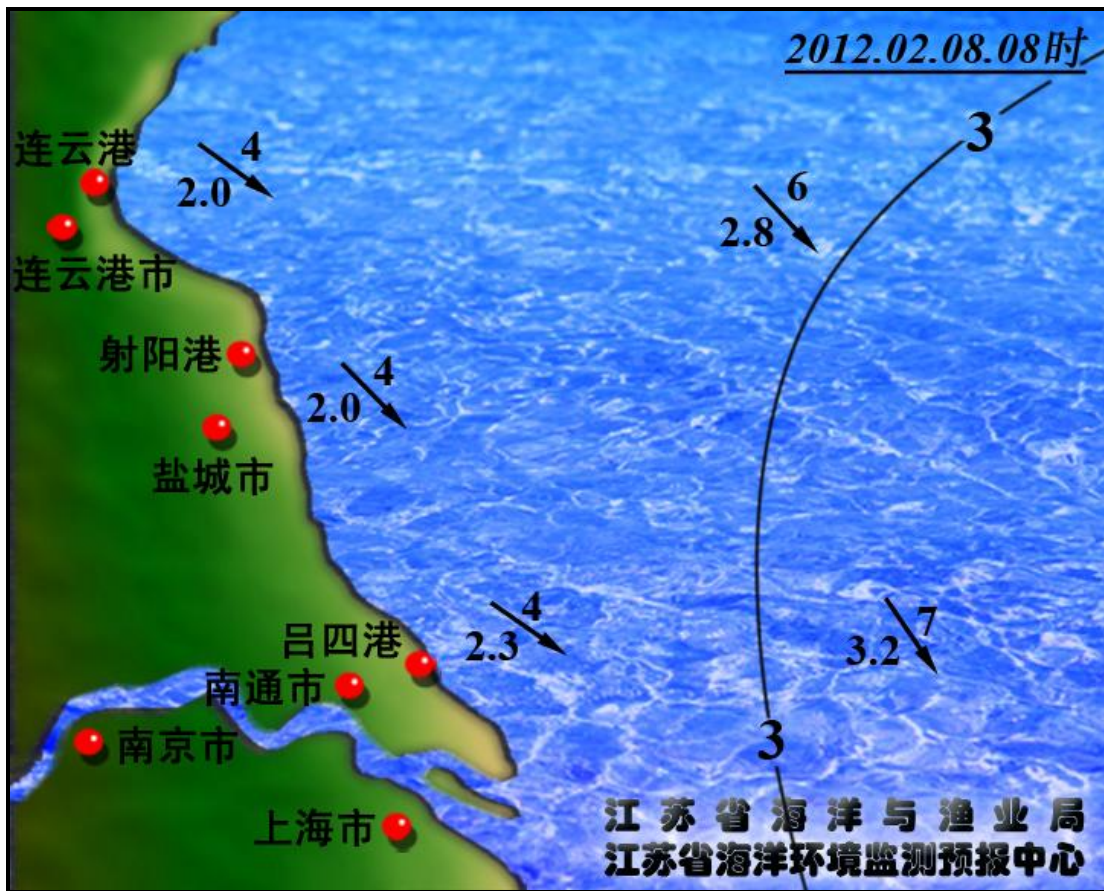 2012.02.08.08时
3
连云港
4
2.0
6
2.8
连云港市
射阳港
4
2.0
盐城市
4
2.3
7
3.2
吕四港
南通市
南京市
3
上海市
江苏省海洋与渔业局
江苏省海洋环境监测预报中心